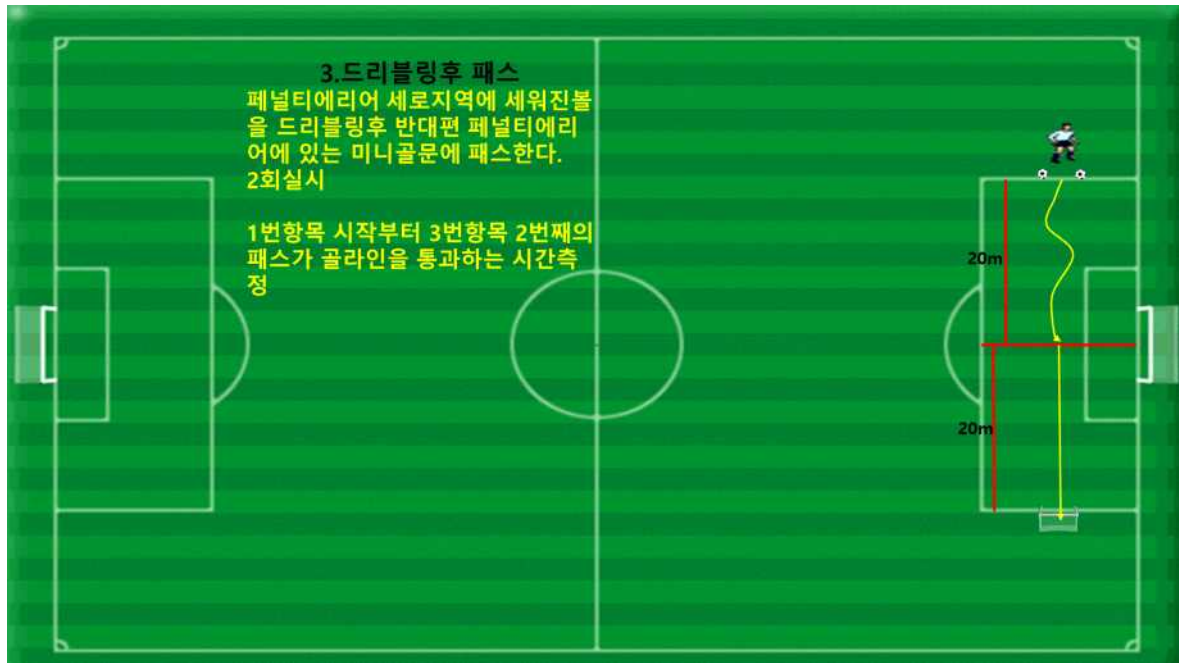 3.드리블링후 패스
페널티에리어 세로지역에 세워진볼
을 드리블링후 반대편 페널티에리
어에 있는 미니골문에 패스한다.
2회실시
1번항목 시작부터 3번항목 2번째의
패스가 골라인을 통과하는 시간측
정
20m
20m